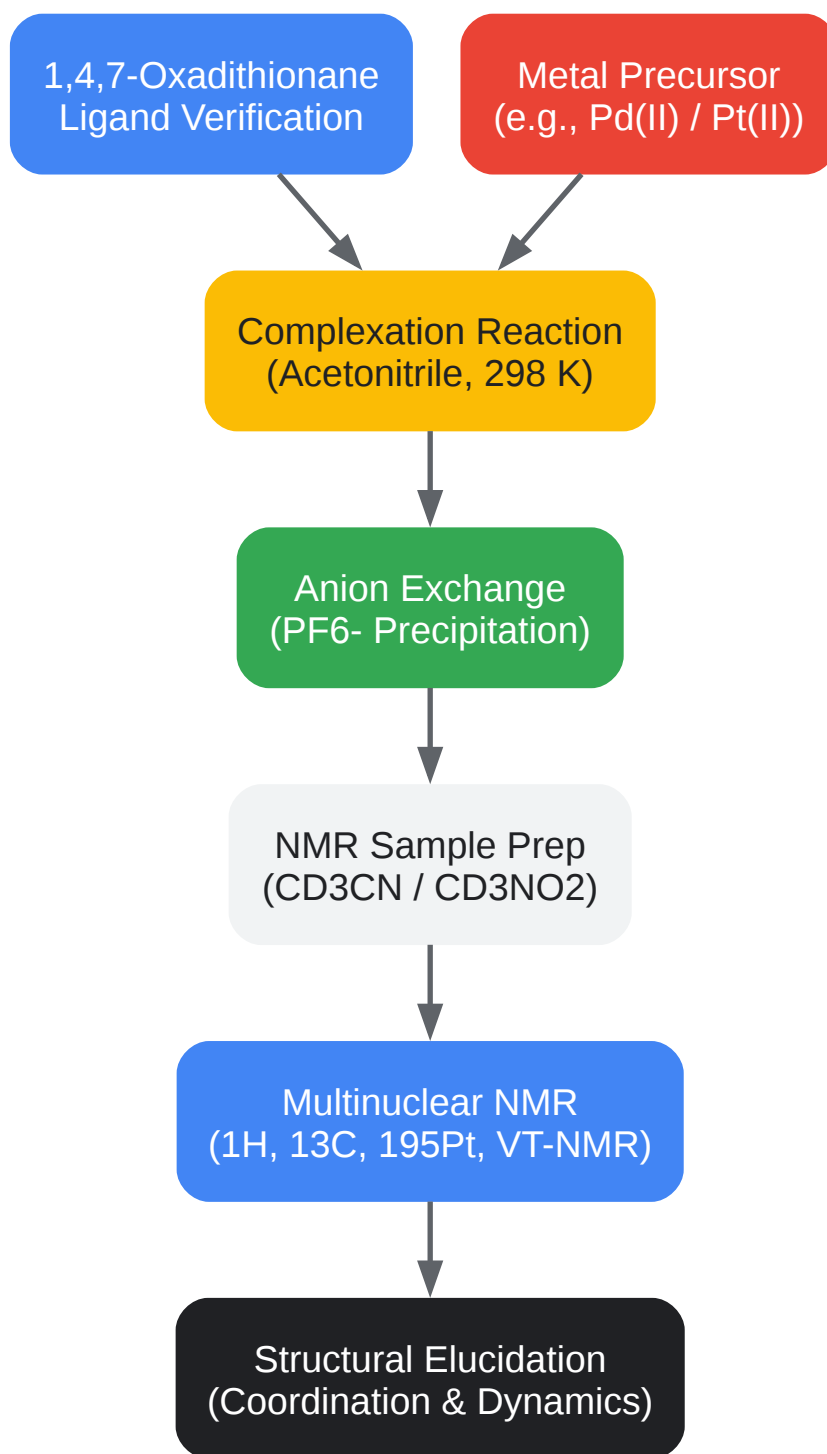 1,4,7-Oxadithionane
Ligand Verification
Metal Precursor
(e.g., Pd(II) / Pt(II))
Complexation Reaction
(Acetonitrile, 298 K)
Anion Exchange
(PF6- Precipitation)
NMR Sample Prep
(CD3CN / CD3NO2)
Multinuclear NMR
(1H, 13C, 195Pt, VT-NMR)
Structural Elucidation
(Coordination & Dynamics)